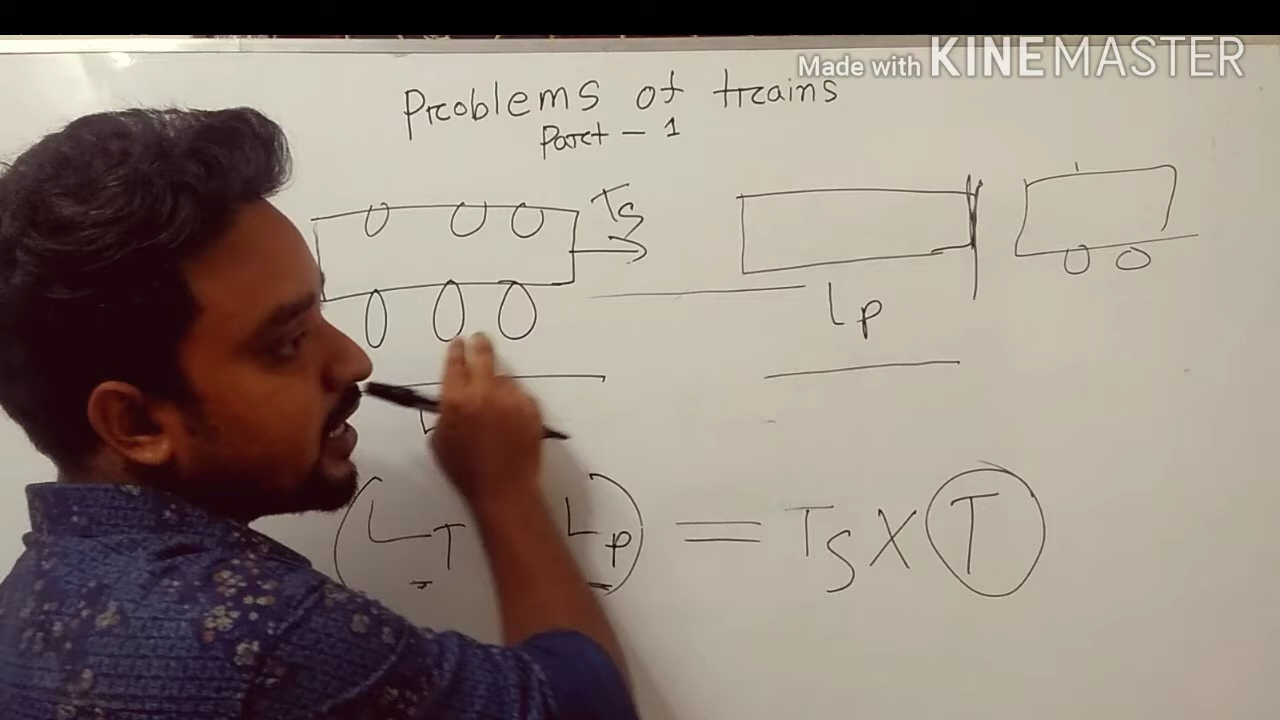 Made with KINEMASTER
Problems of trains
Part - 1
Ts
Lp
(LT Lp) = Ts X T